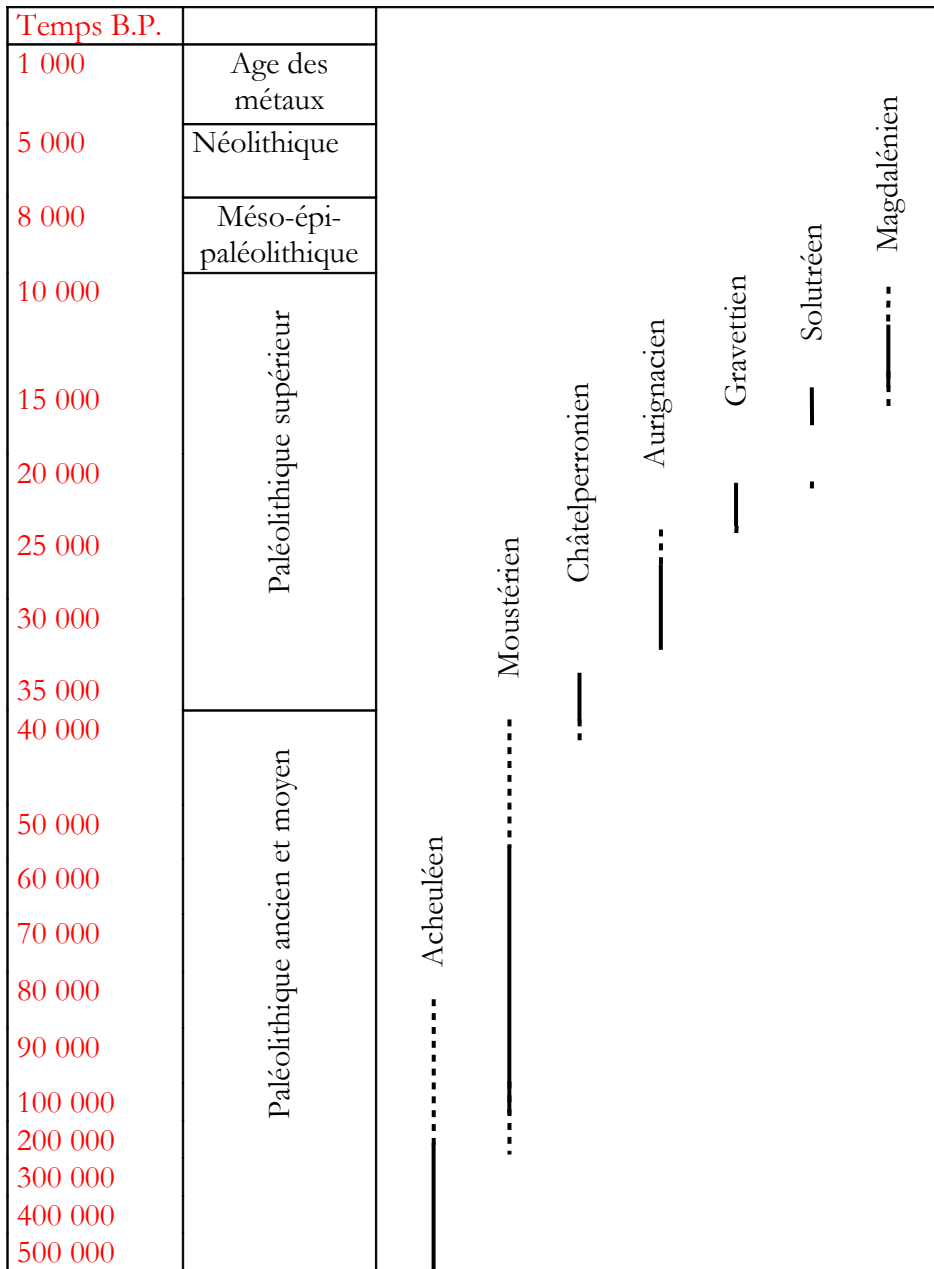 Temps B.P.
1 000
Age des
métaux
5 000
Néolithique
8 000
Méso-épi-
paléolithique
10 000
15 000
20 000
25 000
30 000
35 000
Paléolithique supérieur
40 000
50 000
60 000
70 000
80 000
90 000
100 000
200 000
300 000
400 000
500 000
Paléolithique ancien et moyen
Acheuléen
Moustérien
Châtelperronien
Aurignacien
Gravettien
Solutréen
Magdalénien